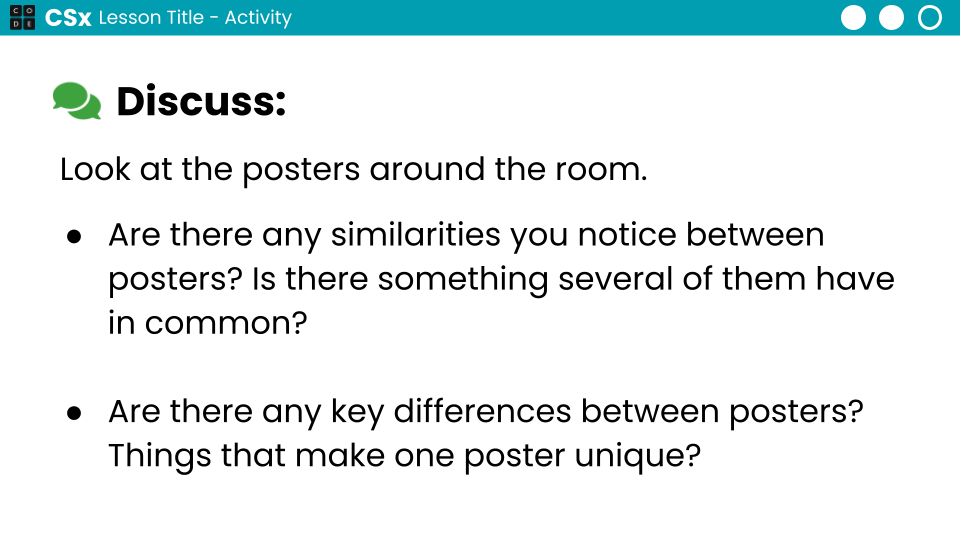 C O
D E
CSx Lesson Title - Activity
Discuss:
Look at the posters around the room.
● Are there any similarities you notice between
posters? Is there something several of them have
in common?
● Are there any key differences between posters?
Things that make one poster unique?